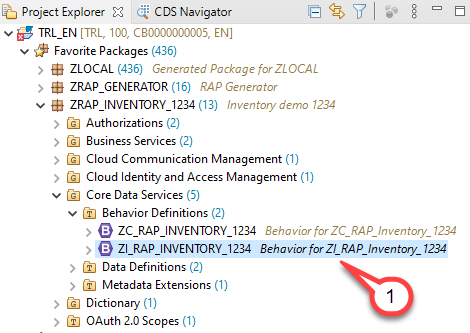 Project Explorer CDS Navigator
TRL_EN [TRL, 100, CB0000000005, EN]
Favorite Packages (436)
ZLOCAL (436) Generated Package for ZLOCAL
ZRAP_GENERATOR (16) RAP Generator
ZRAP_INVENTORY_1234 (13) Inventory demo 1234
Authorizations (2)
Business Services (2)
Cloud Communication Management (1)
Cloud Identity and Access Management (1)
Core Data Services (5)
Behavior Definitions (2)
ZC_RAP_INVENTORY_1234 Behavior for ZC_RAP_Inventory_1234
ZI_RAP_INVENTORY_1234 Behavior for ZI_RAP_Inventory_1234
Data Definitions (2)
Metadata Extensions (1)
Dictionary (1)
OAuth 2.0 Scopes (1)
1